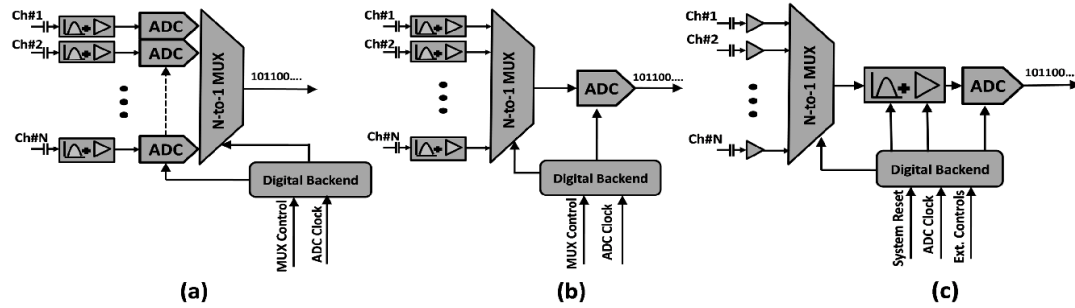 Ch#1
ADC
Ch#2
ADC
N-to-1 MUX
101100....
Ch#N
ADC
Digital Backend
MUX Control
ADC Clock
(a)
Ch#1
Ch#2
N-to-1 MUX
ADC
101100....
Ch#N
Digital Backend
MUX Control
ADC Clock
(b)
Ch#1
Ch#2
N-to-1 MUX
ADC
101100...
Ch#N
Digital Backend
System Reset
ADC Clock
Ext. Controls
(c)